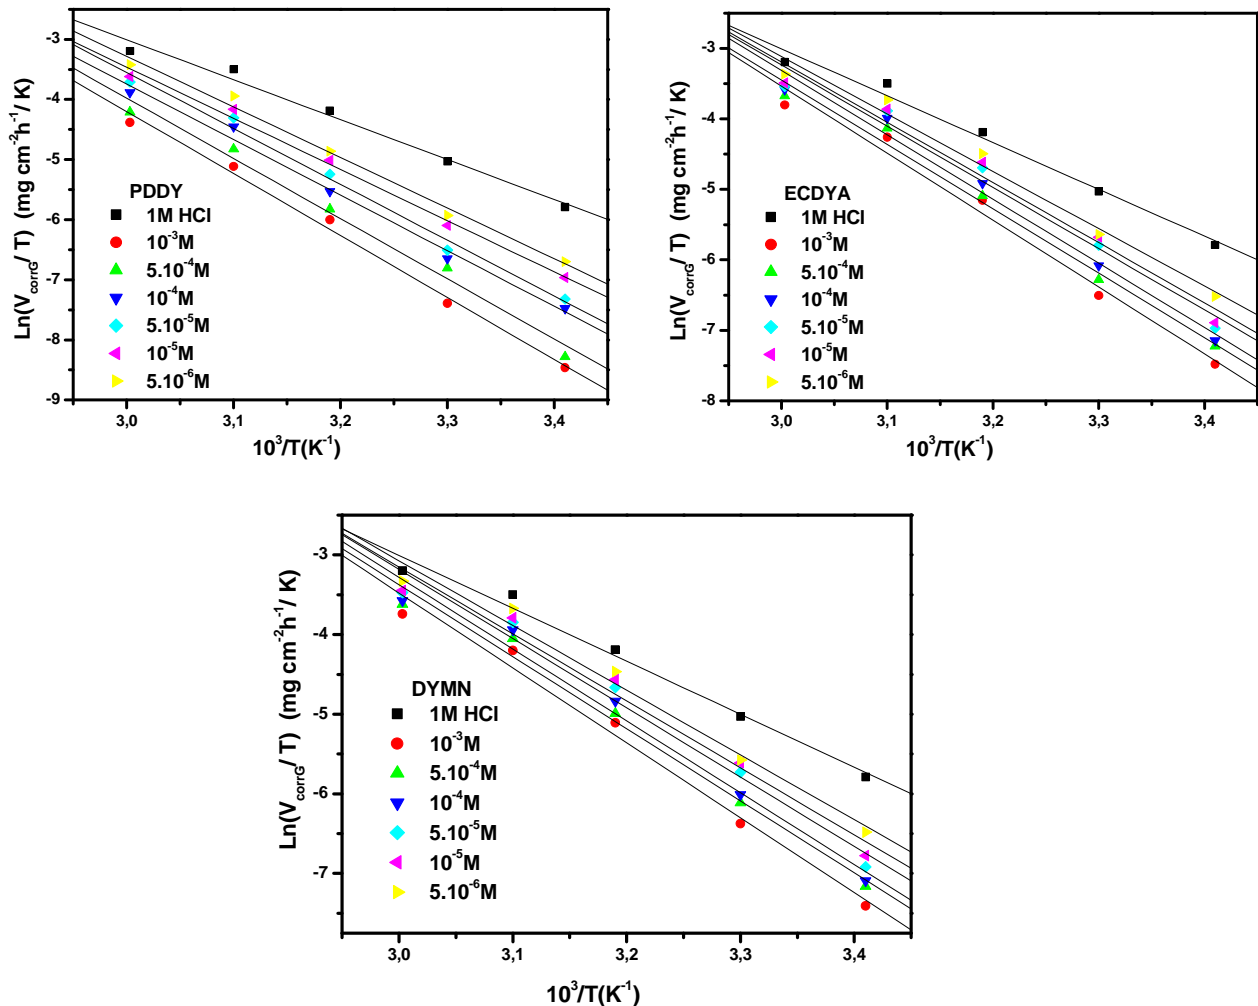 Ln(V_corrG/ T)  (mg cm⁻²h⁻¹/ K)
-3
-4
-5
-6
-7
-8
-9
PDDY
1M HCl
10⁻³M
5.10⁻⁴M
10⁻⁴M
5.10⁻⁵M
10⁻⁵M
5.10⁻⁶M
3,0 3,1 3,2 3,3 3,4
10³/T(K⁻¹)
Ln(V_corrG/ T)  (mg cm⁻²h⁻¹/ K)
-3
-4
-5
-6
-7
-8
ECDYA
1M HCl
10⁻³M
5.10⁻⁴M
10⁻⁴M
5.10⁻⁵M
10⁻⁵M
5.10⁻⁶M
3,0 3,1 3,2 3,3 3,4
10³/T(K⁻¹)
Ln(V_corrG/ T)  (mg cm⁻²h⁻¹/ K)
-3
-4
-5
-6
-7
DYMN
1M HCl
10⁻³M
5.10⁻⁴M
10⁻⁴M
5.10⁻⁵M
10⁻⁵M
5.10⁻⁶M
3,0 3,1 3,2 3,3 3,4
10³/T(K⁻¹)